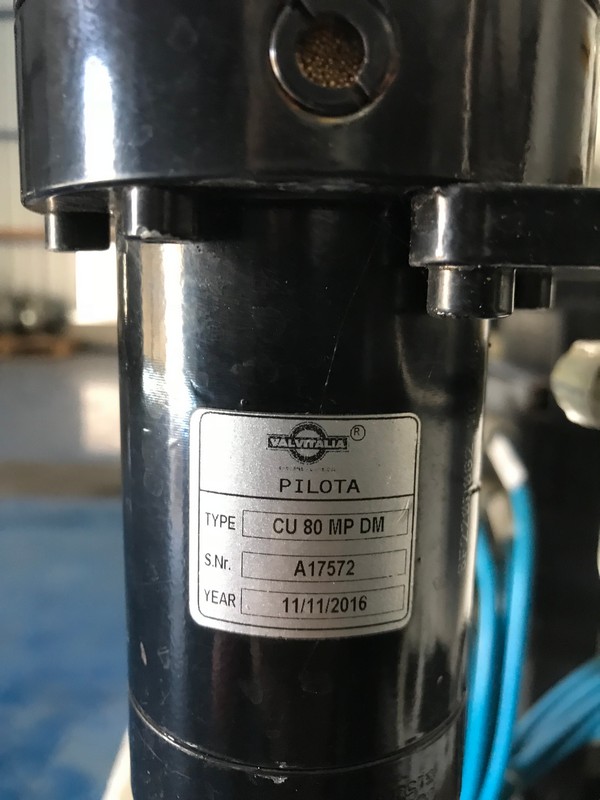 VALVITALIA ®
PILOTA
TYPE CU 80 MP DM
S.Nr. A17572
YEAR 11/11/2016